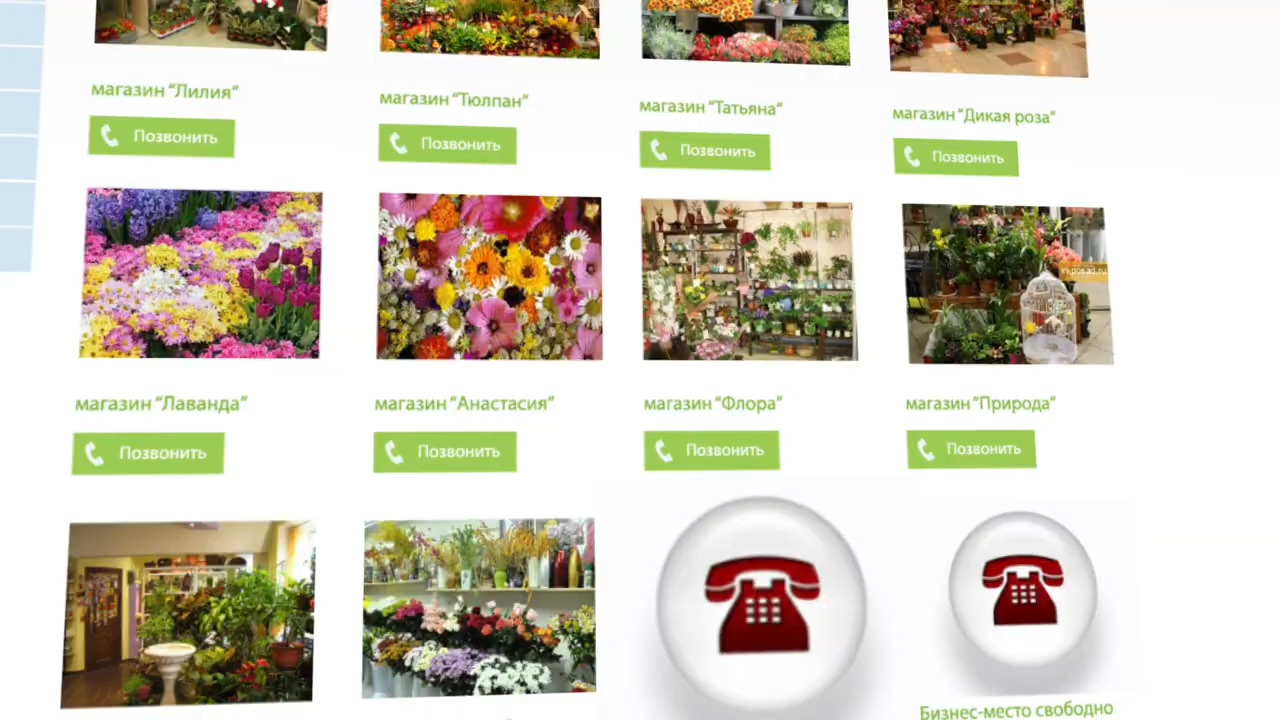 магазин “Лилия”
магазин “Тюлпан”
магазин “Татьяна”
магазин “Дикая роза”
Позвонить
Позвонить
Позвонить
Позвонить
магазин “Лаванда”
магазин “Анастасия”
магазин “Флора”
магазин “Природа”
Позвонить
Позвонить
Позвонить
Позвонить
Бизнес-место свободно